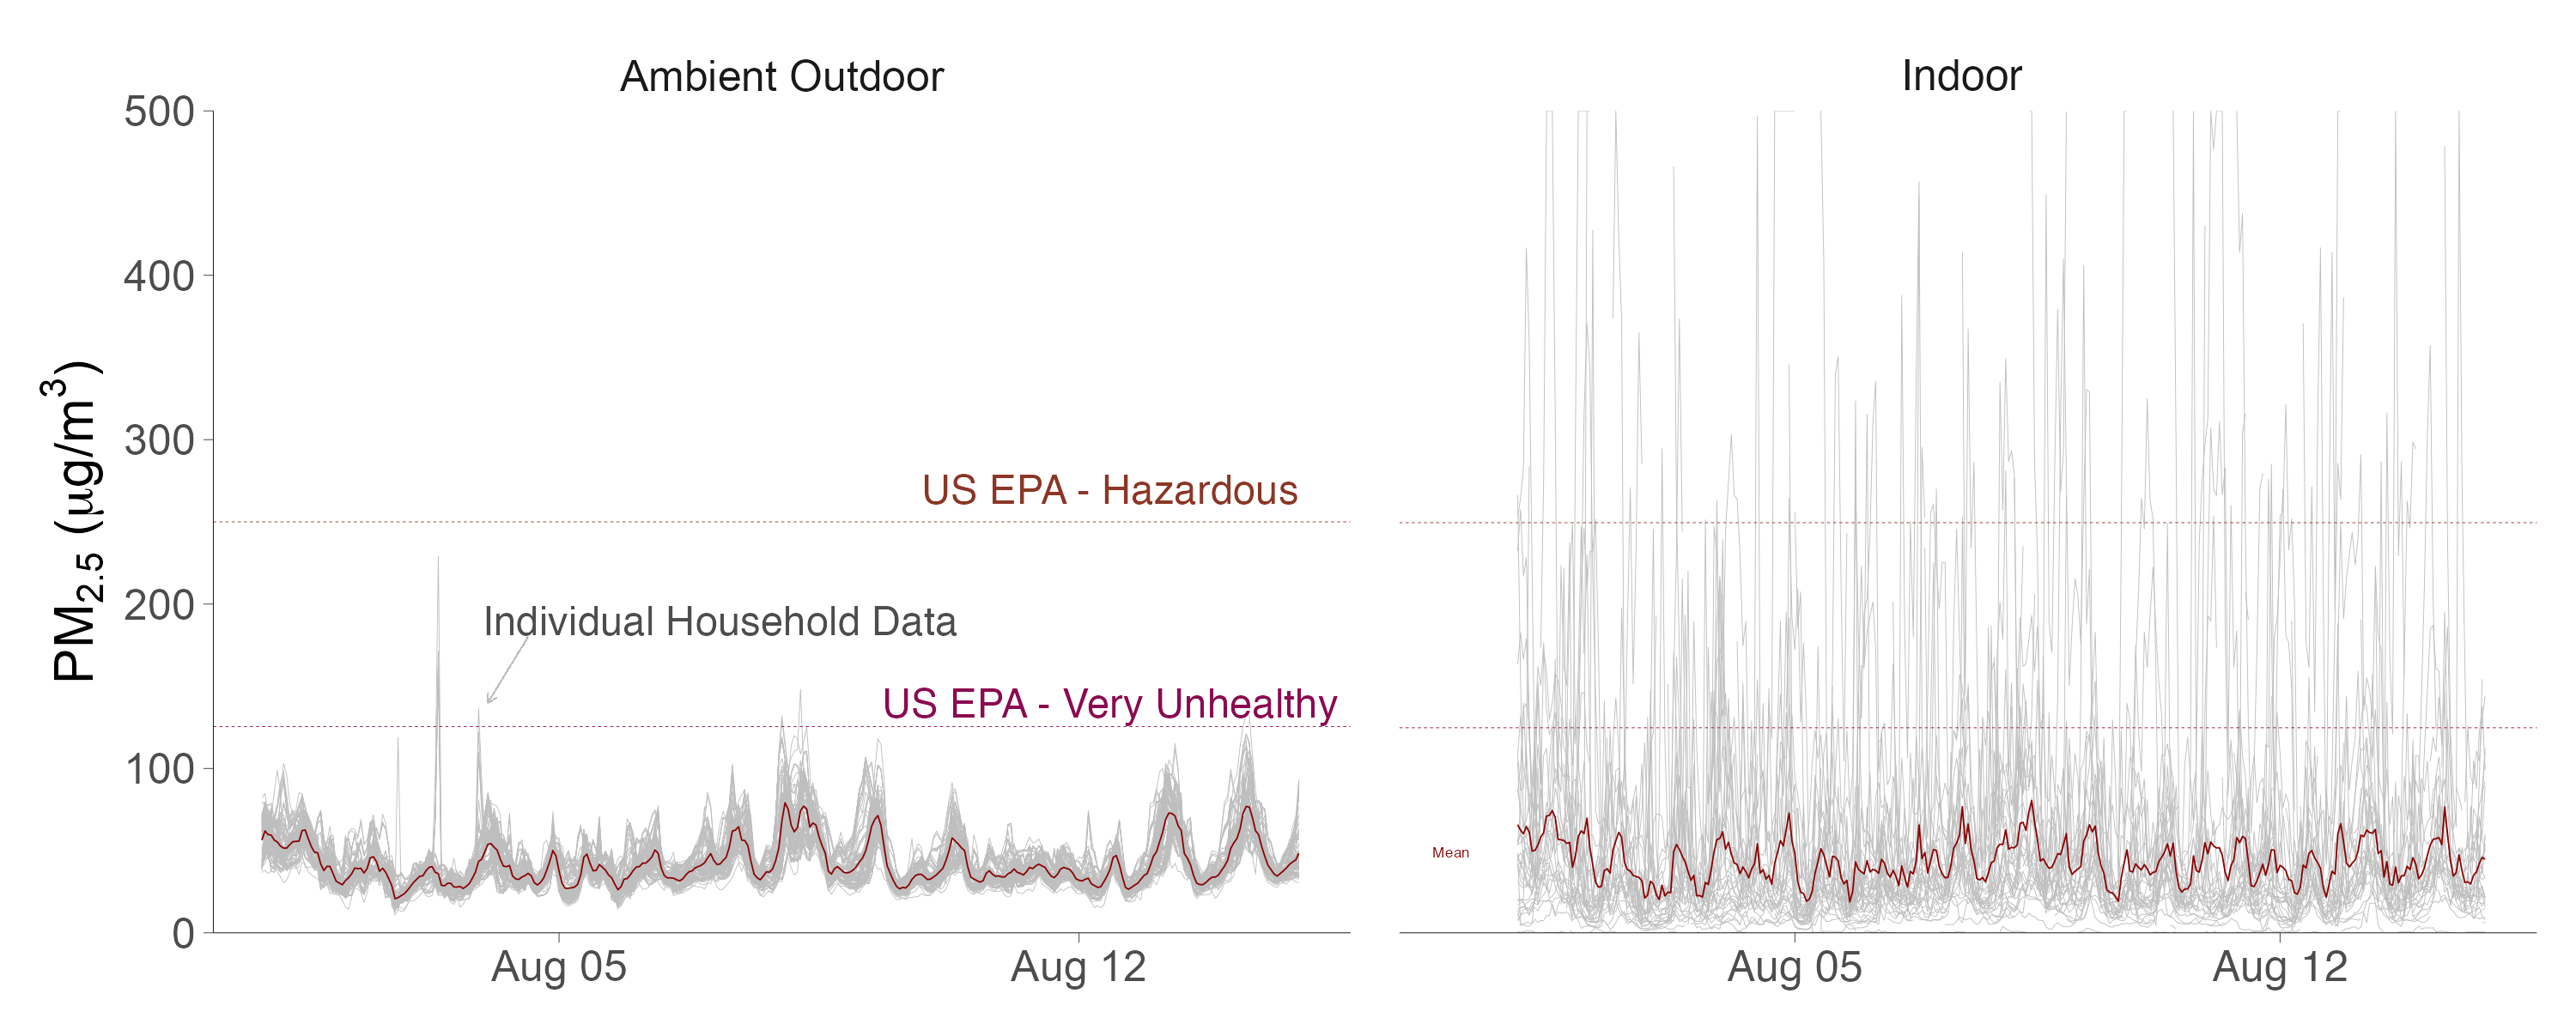 Ambient Outdoor
Indoor
500
400
300
200
100
0
PM2.5 (µg/m3)
US EPA - Hazardous
Individual Household Data
US EPA - Very Unhealthy
Mean
Aug 05
Aug 12
Aug 05
Aug 12